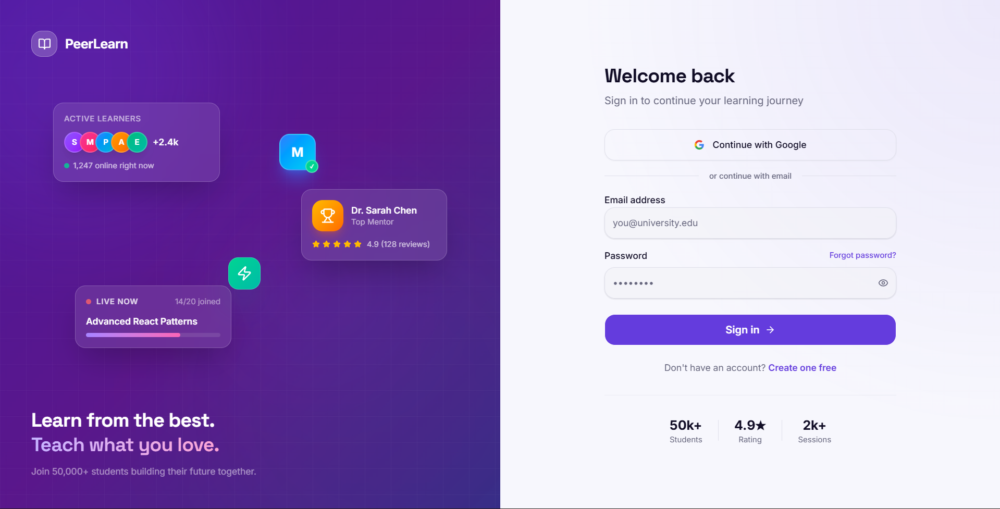 PeerLearn
ACTIVE LEARNERS
S M P A E +2.4k
1,247 online right now
M
Dr. Sarah Chen
Top Mentor
4.9 (128 reviews)
LIVE NOW 14/20 joined
Advanced React Patterns
Learn from the best.
Teach what you love.
Join 50,000+ students building their future together.
Welcome back
Sign in to continue your learning journey
Continue with Google
or continue with email
Email address
you@university.edu
Password Forgot password?
••••••••
Sign in →
Don't have an account? Create one free
50k+ 4.9★ 2k+
Students Rating Sessions